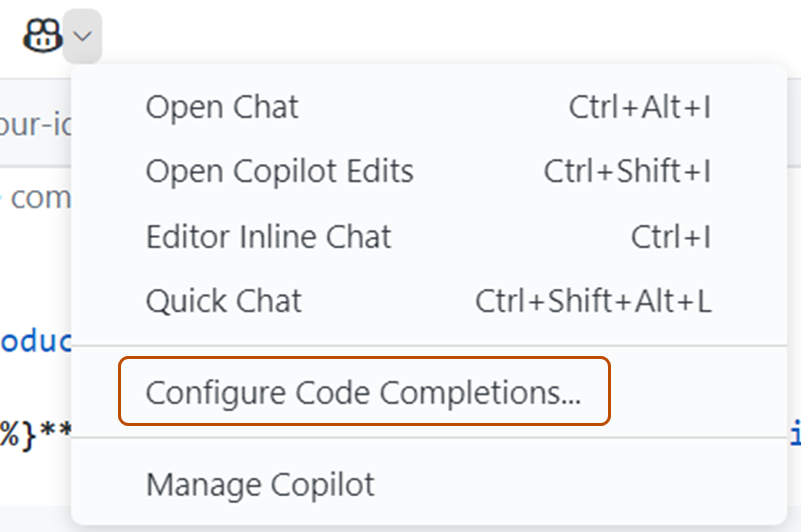 Open Chat Ctrl+Alt+I
our-id
Open Copilot Edits Ctrl+Shift+I
com
Editor Inline Chat Ctrl+I
Quick Chat Ctrl+Shift+Alt+L
oduc
Configure Code Completions...
%}** i
Manage Copilot